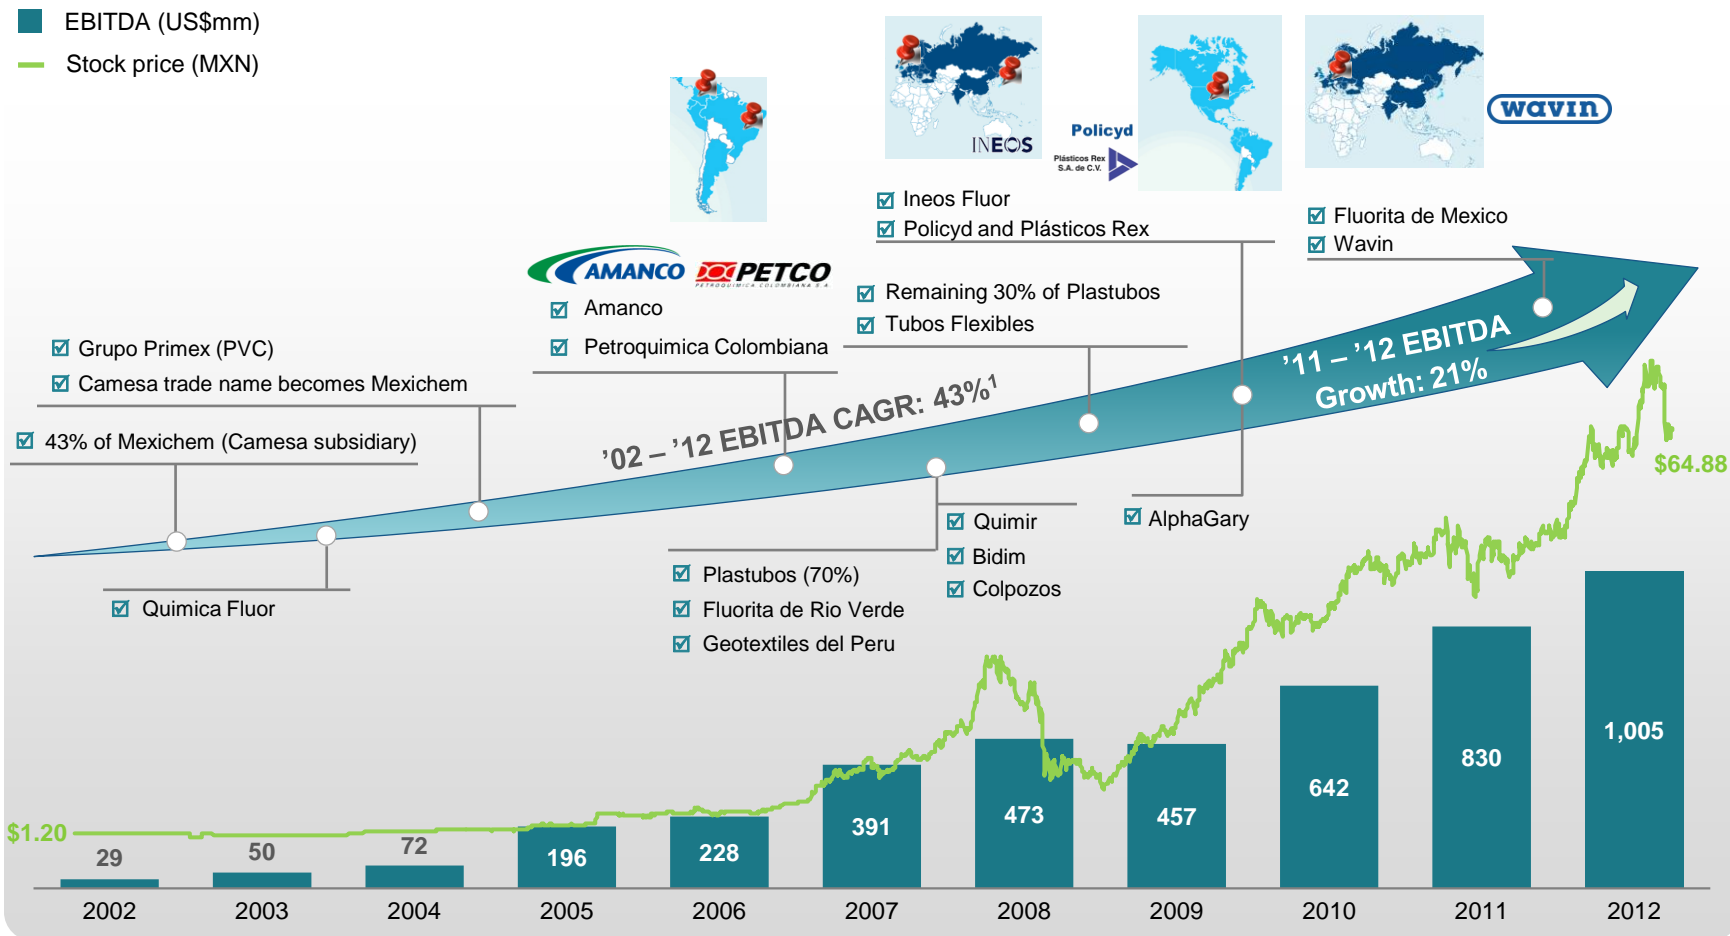 EBITDA (US$mm)
Stock price (MXN)
INEOS
Policyd
Plásticos Rex
S.A. de C.V.
wavin
Ineos Fluor
Policyd and Plásticos Rex
Fluorita de Mexico
Wavin
AMANCO
PETCO
PETROQUIMICA COLOMBIANA S.A.
Amanco
Petroquimica Colombiana
Remaining 30% of Plastubos
Tubos Flexibles
Grupo Primex (PVC)
Camesa trade name becomes Mexichem
43% of Mexichem (Camesa subsidiary)
'02 – '12 EBITDA CAGR: 43%¹
'11 – '12 EBITDA
Growth: 21%
$64.88
Quimica Fluor
Plastubos (70%)
Fluorita de Rio Verde
Geotextiles del Peru
Quimir
Bidim
Colpozos
AlphaGary
$1.20
29
50
72
196
228
391
473
457
642
830
1,005
2002
2003
2004
2005
2006
2007
2008
2009
2010
2011
2012